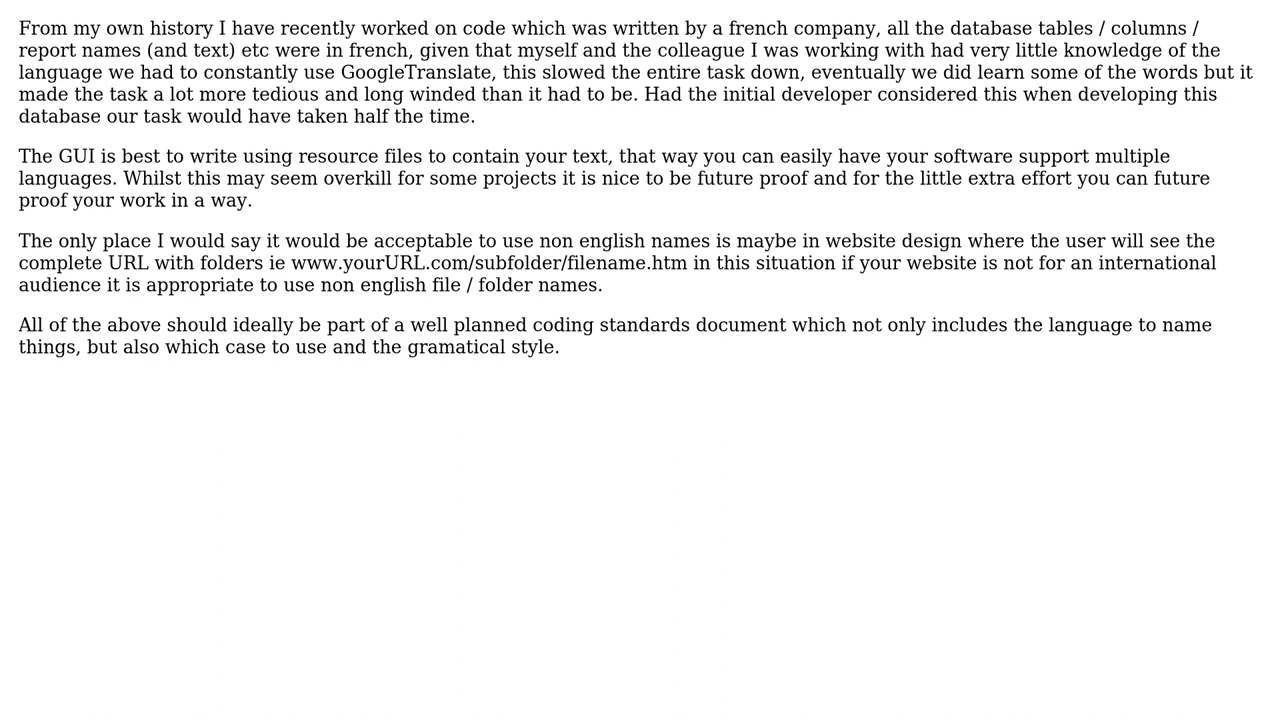 From my own history I have recently worked on code which was written by a french company, all the database tables / columns /
report names (and text) etc were in french, given that myself and the colleague I was working with had very little knowledge of the
language we had to constantly use GoogleTranslate, this slowed the entire task down, eventually we did learn some of the words but it
made the task a lot more tedious and long winded than it had to be. Had the initial developer considered this when developing this
database our task would have taken half the time.
The GUI is best to write using resource files to contain your text, that way you can easily have your software support multiple
languages. Whilst this may seem overkill for some projects it is nice to be future proof and for the little extra effort you can future
proof your work in a way.
The only place I would say it would be acceptable to use non english names is maybe in website design where the user will see the
complete URL with folders ie www.yourURL.com/subfolder/filename.htm in this situation if your website is not for an international
audience it is appropriate to use non english file / folder names.
All of the above should ideally be part of a well planned coding standards document which not only includes the language to name
things, but also which case to use and the gramatical style.